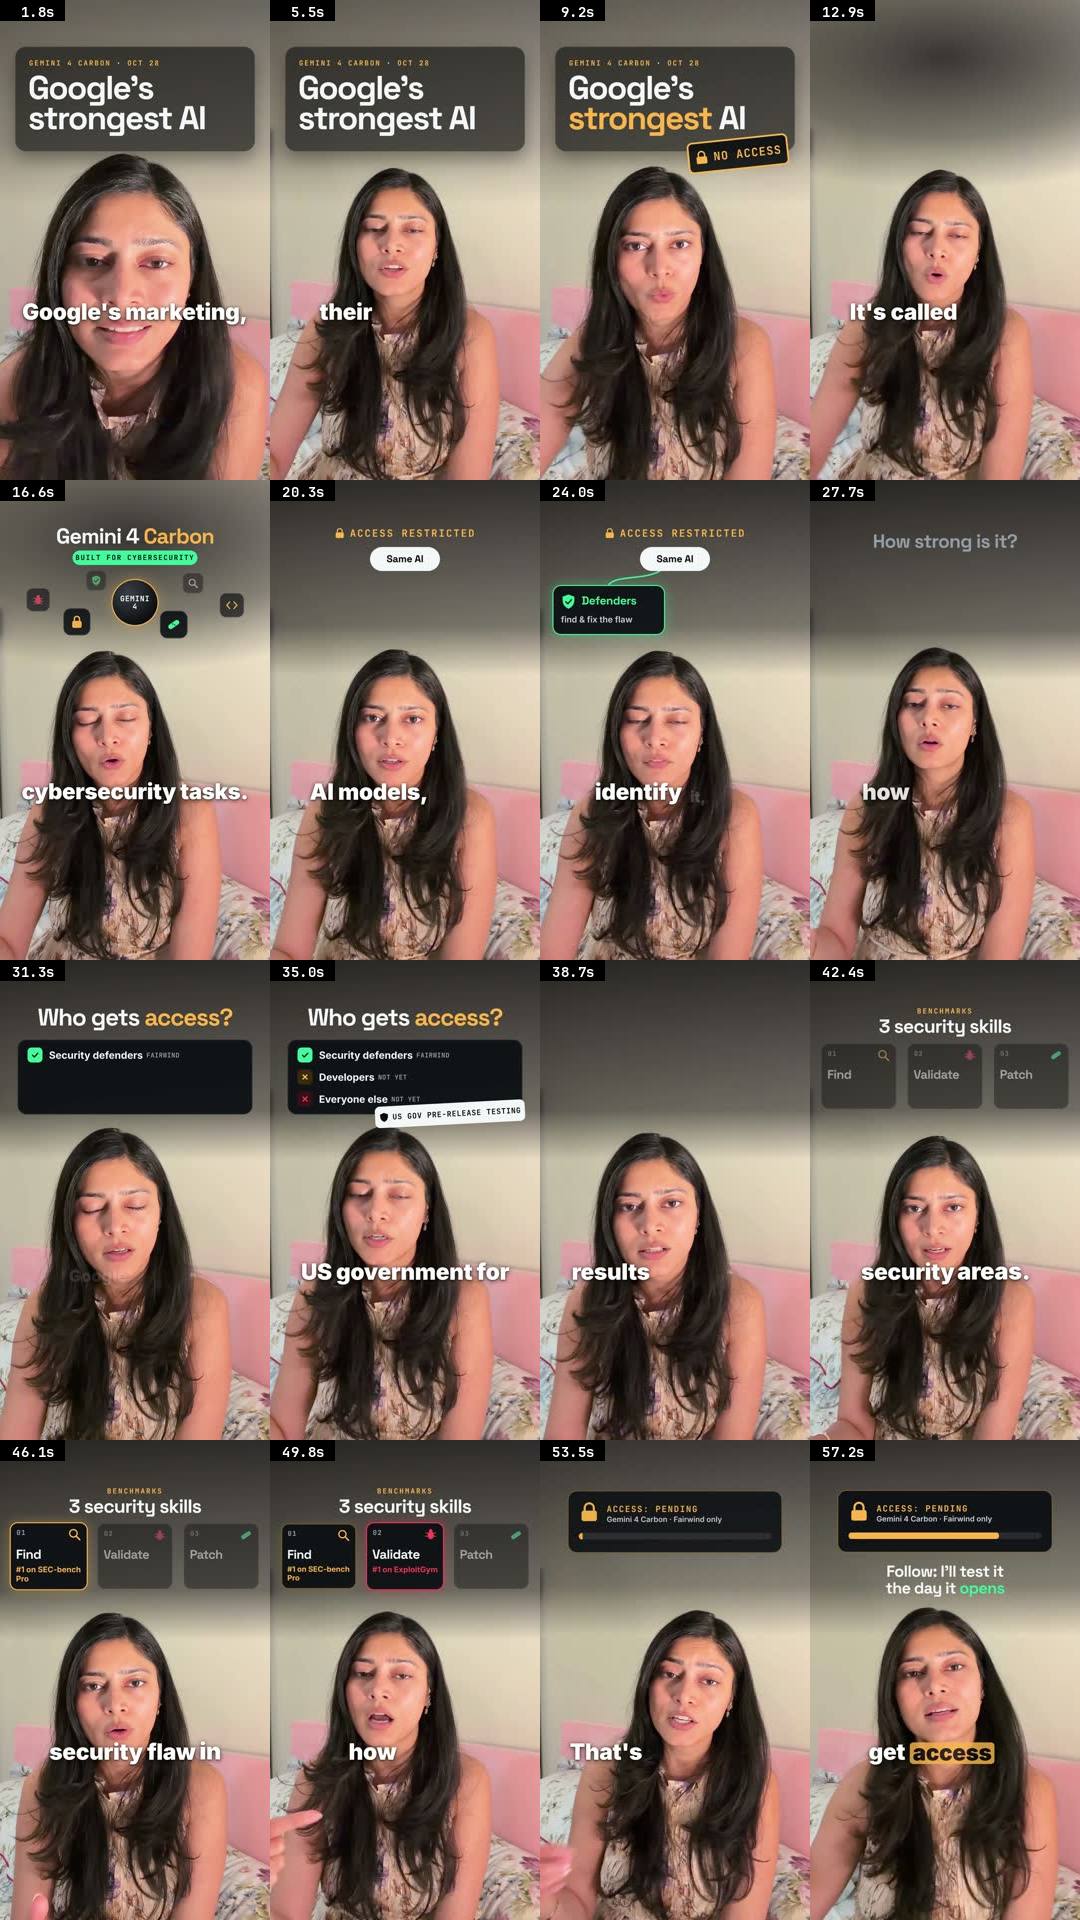 1.8s
GEMINI 4 CARBON · OCT 28
Google's
strongest AI
Google's marketing,
5.5s
GEMINI 4 CARBON · OCT 28
Google's
strongest AI
their
9.2s
GEMINI 4 CARBON · OCT 28
Google's
strongest AI
NO ACCESS
12.9s
It's called
16.6s
Gemini 4 Carbon
BUILT FOR CYBERSECURITY
GEMINI
4
cybersecurity tasks.
20.3s
ACCESS RESTRICTED
Same AI
AI models,
24.0s
ACCESS RESTRICTED
Same AI
Defenders
find & fix the flaw
identify it,
27.7s
How strong is it?
how
31.3s
Who gets access?
Security defenders FAIRWIND
Google
35.0s
Who gets access?
Security defenders FAIRWIND
Developers NOT YET
Everyone else NOT YET
US GOV PRE-RELEASE TESTING
US government for
38.7s
results
42.4s
BENCHMARKS
3 security skills
01
Find
02
Validate
03
Patch
security areas.
46.1s
BENCHMARKS
3 security skills
01
Find
#1 on SEC-bench
Pro
02
Validate
03
Patch
security flaw in
49.8s
BENCHMARKS
3 security skills
01
Find
#1 on SEC-bench
Pro
02
Validate
#1 on ExploitGym
03
Patch
how
53.5s
ACCESS: PENDING
Gemini 4 Carbon · Fairwind only
That's
57.2s
ACCESS: PENDING
Gemini 4 Carbon · Fairwind only
Follow: I'll test it
the day it opens
get access